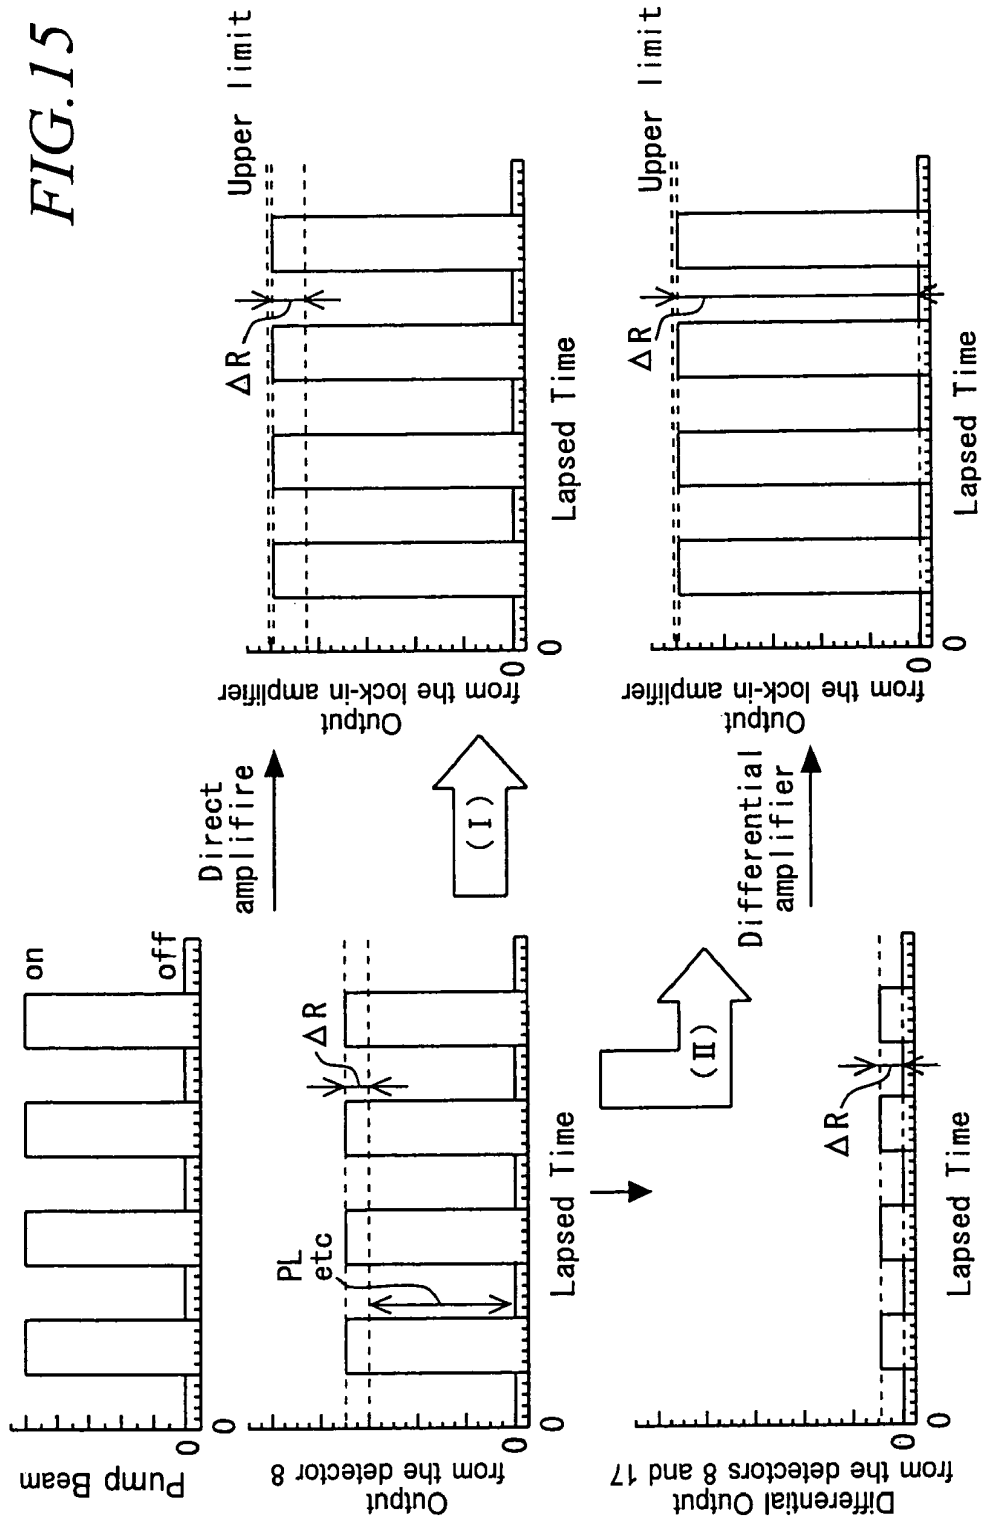 FIG.15
Pump Beam
0
on
off
0
Output
from the detector 8
0
PL
etc
ΔR
0
Lapsed Time
Direct
amplifire
(I)
Output
from the lock-in amplifier
0
ΔR
Upper limit
0
Lapsed Time
Differential Output
from the detectors 8 and 17
0
ΔR
0
Lapsed Time
(II)
Differential
amplifier
Output
from the lock-in amplifier
0
ΔR
Upper limit
0
Lapsed Time